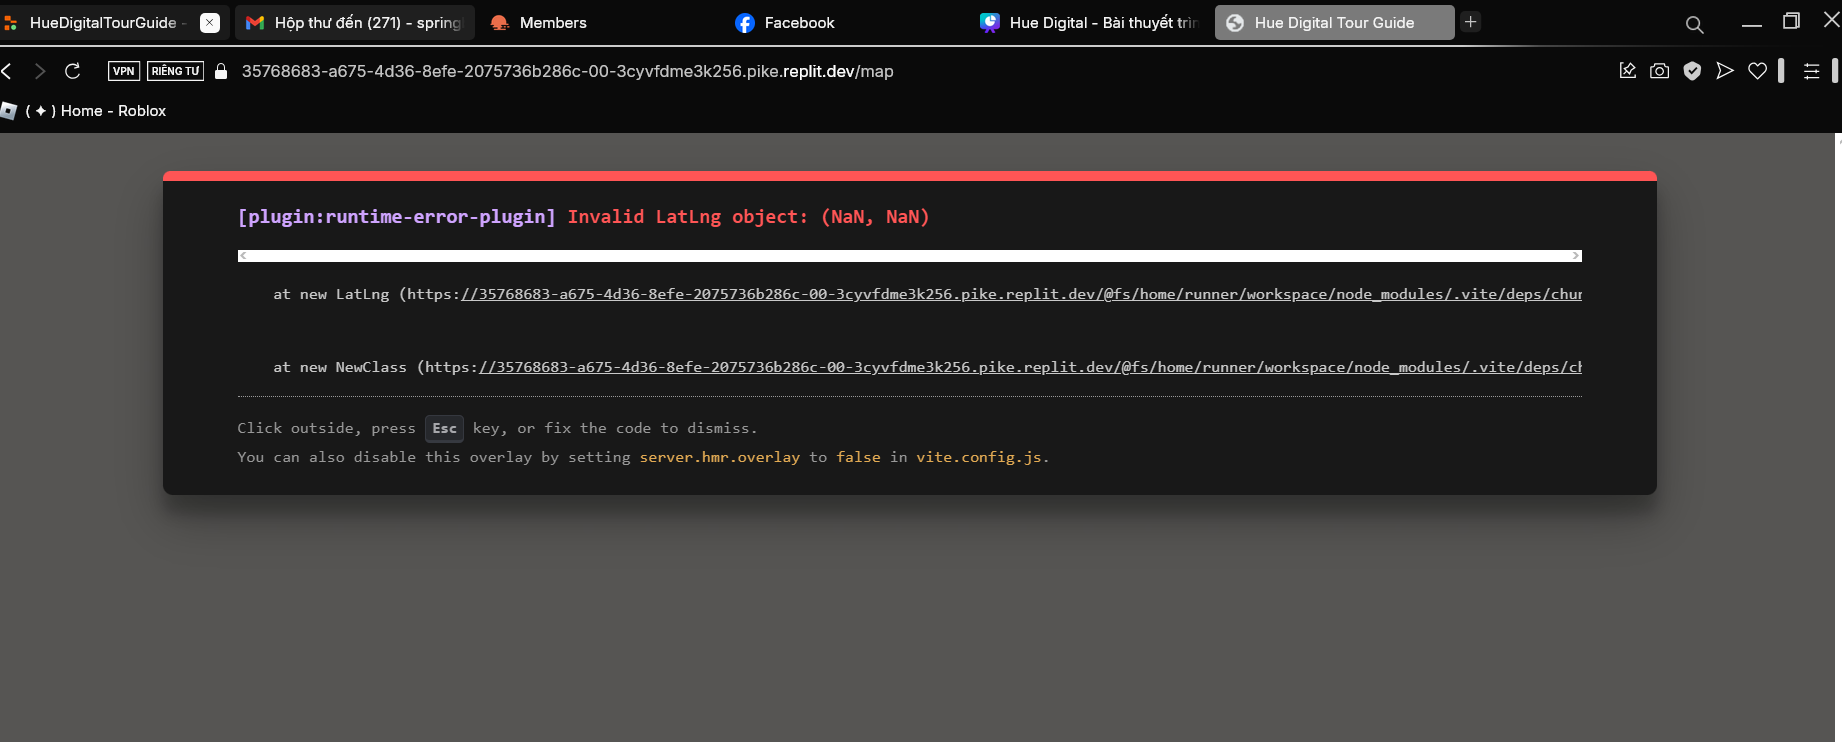 HueDigitalTourGuide -
Hộp thư đến (271) - spring
Members
Facebook
Hue Digital - Bài thuyết trìn
Hue Digital Tour Guide
VPN
RIÊNG TƯ
35768683-a675-4d36-8efe-2075736b286c-00-3cyvfdme3k256.pike.replit.dev/map
( ✦ ) Home - Roblox
[plugin:runtime-error-plugin] Invalid LatLng object: (NaN, NaN)
at new LatLng (https://35768683-a675-4d36-8efe-2075736b286c-00-3cyvfdme3k256.pike.replit.dev/@fs/home/runner/workspace/node_modules/.vite/deps/chun
at new NewClass (https://35768683-a675-4d36-8efe-2075736b286c-00-3cyvfdme3k256.pike.replit.dev/@fs/home/runner/workspace/node_modules/.vite/deps/ch
Click outside, press Esc key, or fix the code to dismiss.
You can also disable this overlay by setting server.hmr.overlay to false in vite.config.js.